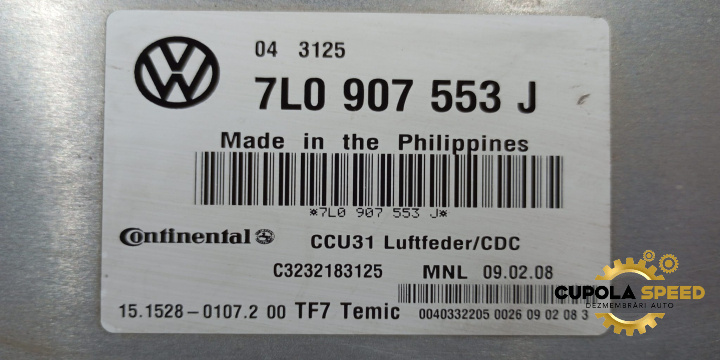 04 3125
7L0 907 553 J
Made in the Philippines
*7L0 907 553 J*
Continental CCU31 Luftfeder/CDC
C3232183125 MNL 09.02.08
15.1528-0107.2 00 TF7 Temic 0040332205 0026 09 02 08 3
CUPOLA SPEED
DEZMEMBRĂRI AUTO